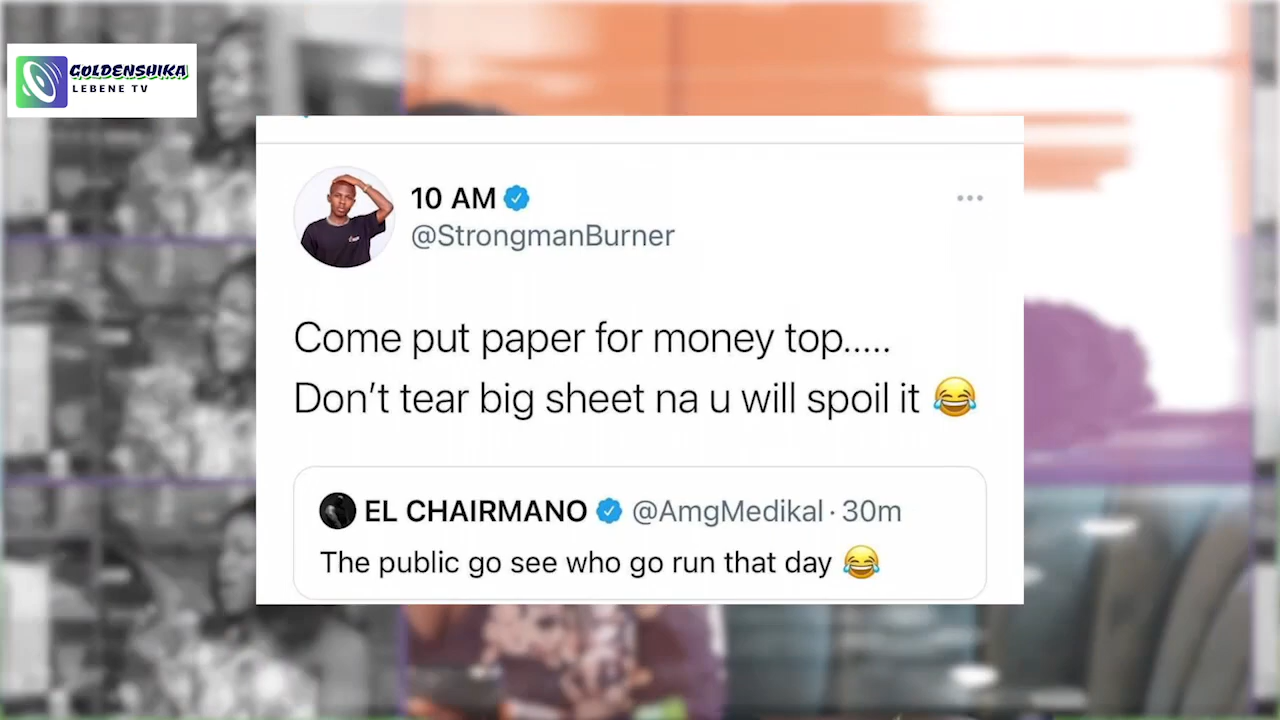 GOLDENSHIKA
LEBENE TV
10 AM
@StrongmanBurner
Come put paper for money top.....
Don't tear big sheet na u will spoil it 😂
EL CHAIRMANO @AmgMedikal · 30m
The public go see who go run that day 😂